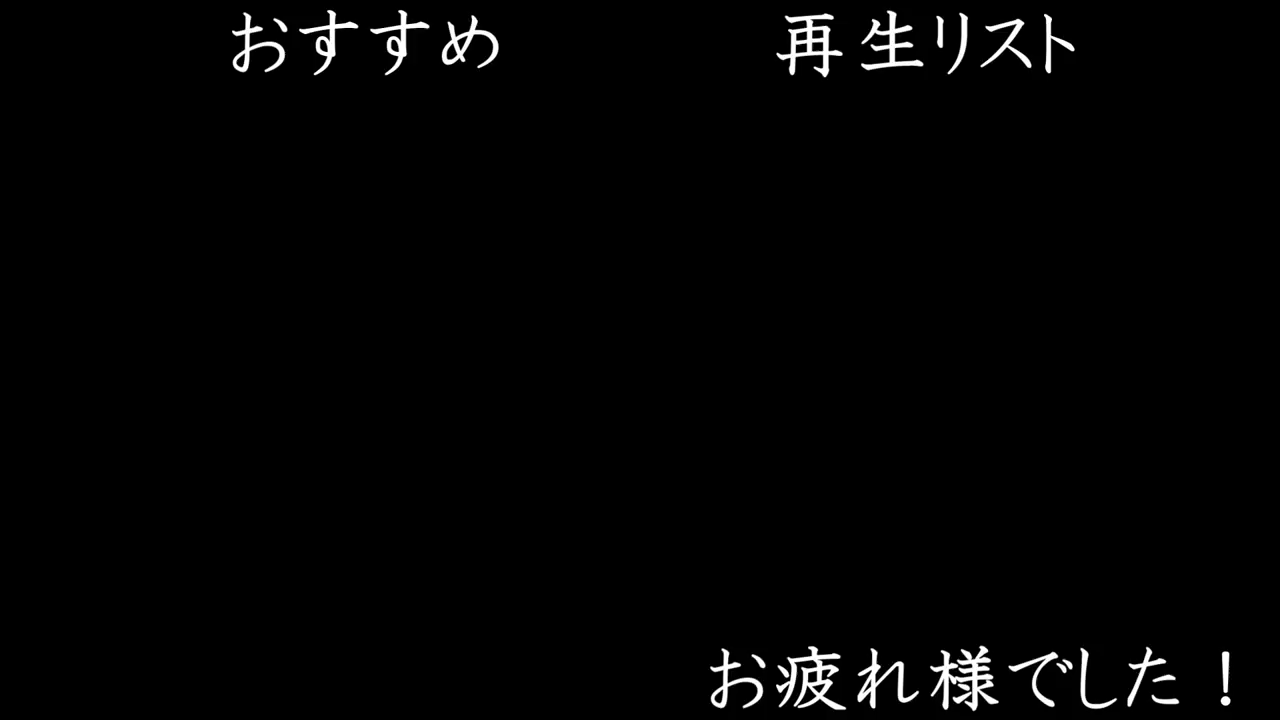 おすすめ
再生リスト
お疲れ様でした！